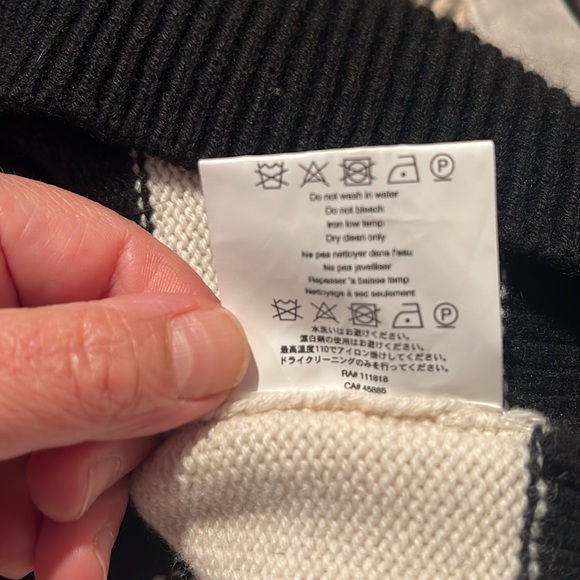 P
Do not wash in water
Do not bleach
Iron low temp
Dry clean only
Ne pas nettoyer dans l'eau
Ne pas javelliser
Repasser 'a baisse temp
Nettoyage à sec seulement
P
水洗いはお避けください。
漂白剤の使用はお避けください。
最高温度110でアイロン掛けしてください。
ドライクリーニングのみを行ってください。
RA# 111818
CA# 45885